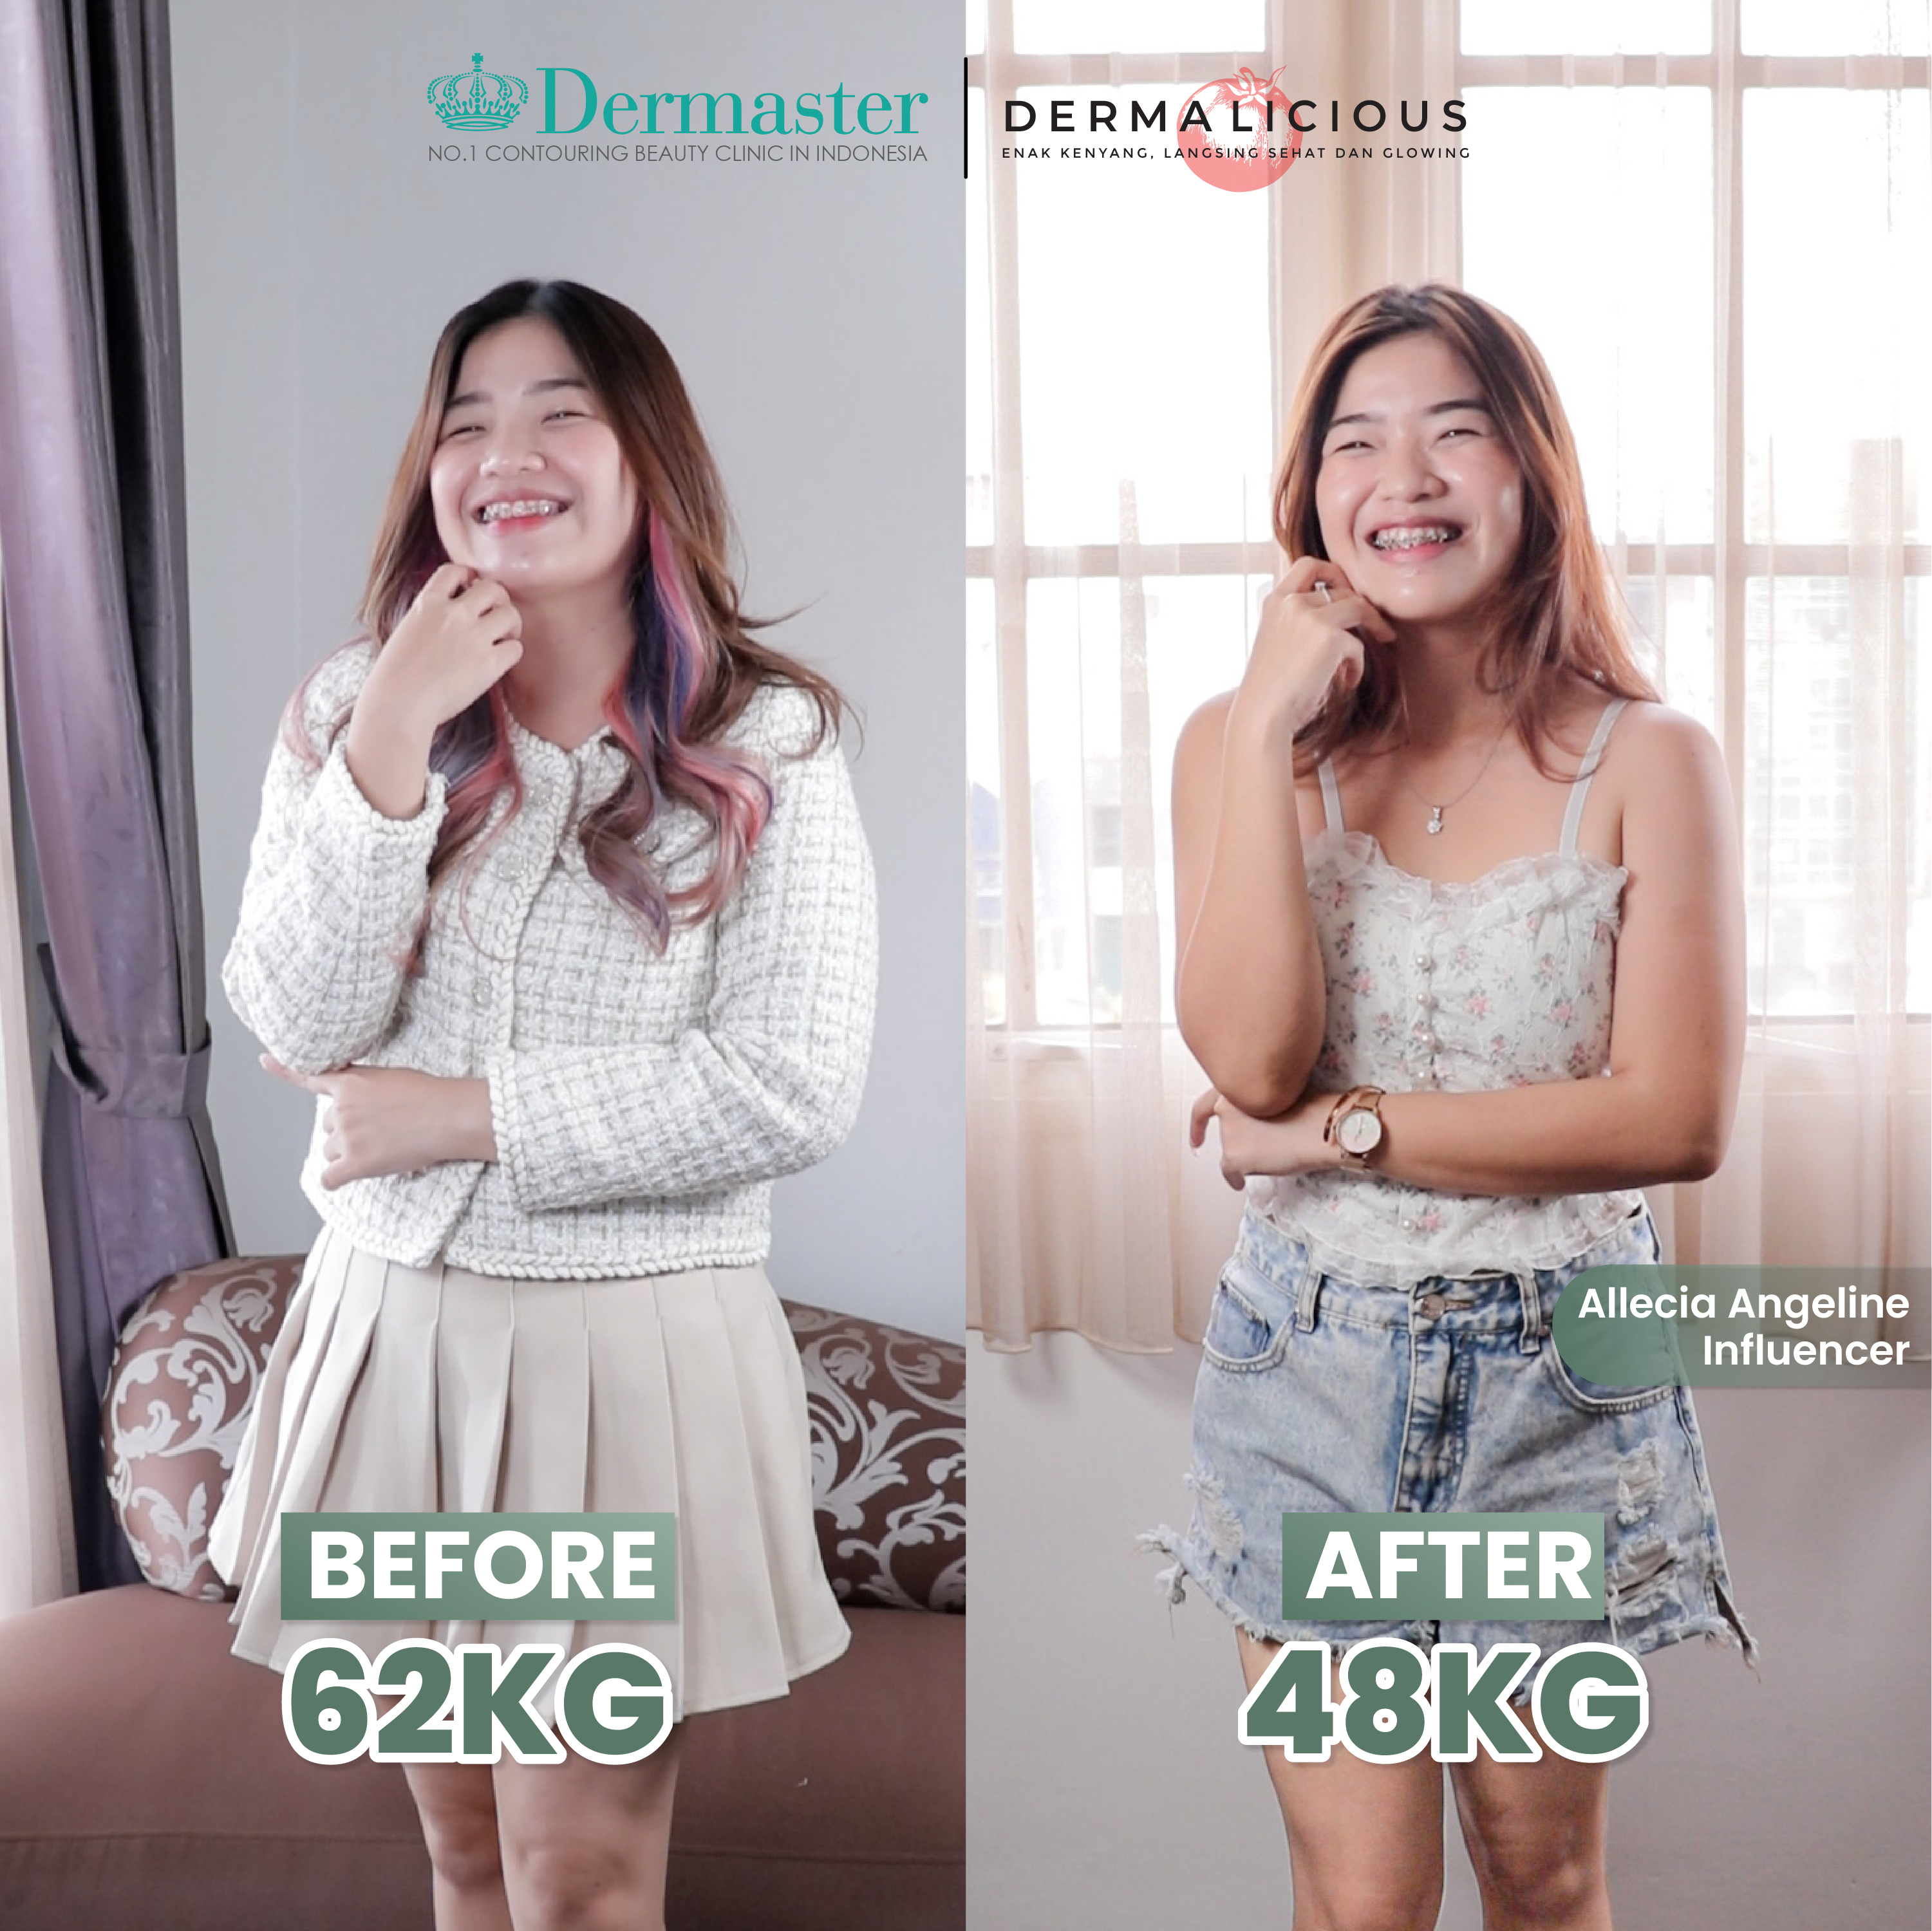 Dermaster
NO.1 CONTOURING BEAUTY CLINIC IN INDONESIA
DERMALICIOUS
ENAK KENYANG, LANGSING SEHAT DAN GLOWING
Allecia Angeline
Influencer
BEFORE
62KG
AFTER
48KG